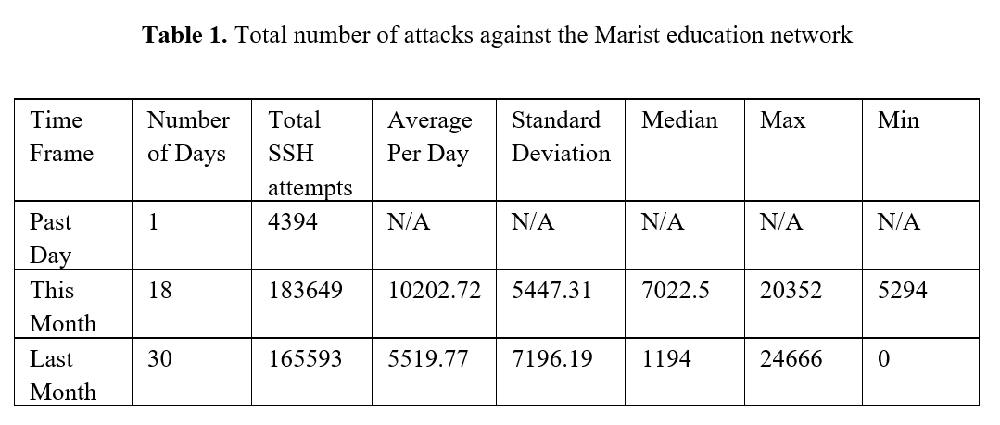 Table 1. Total number of attacks against the Marist education network
Time Frame | Number of Days | Total SSH attempts | Average Per Day | Standard Deviation | Median | Max | Min
Past Day | 1 | 4394 | N/A | N/A | N/A | N/A | N/A
This Month | 18 | 183649 | 10202.72 | 5447.31 | 7022.5 | 20352 | 5294
Last Month | 30 | 165593 | 5519.77 | 7196.19 | 1194 | 24666 | 0